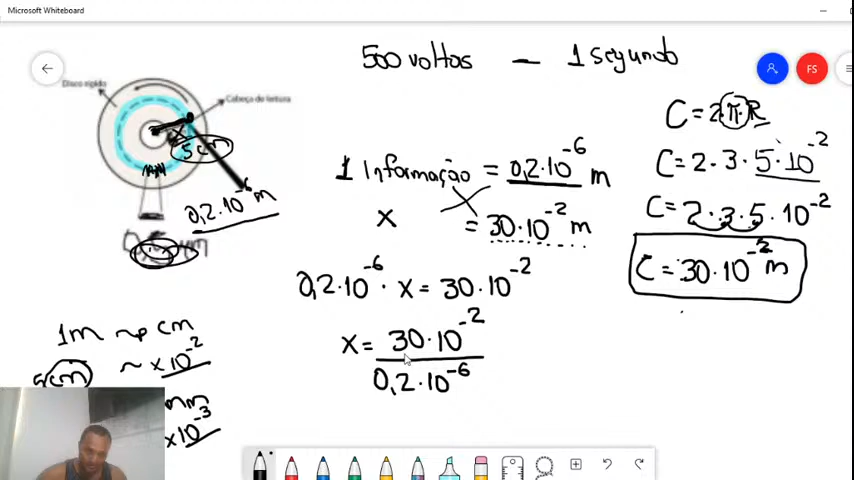 Microsoft Whiteboard
500 voltas — 1 segundo
FS
Disco rígido
Cabeça de leitura
x
5cm
0,2·10⁻⁶ m
C = 2·π·R
C = 2·3·5·10⁻²
C = 2·3·5·10⁻²
C = 30·10⁻² m
1 Informação = 0,2·10⁻⁶ m
x = 30·10⁻² m
0,2·10⁻⁶ · x = 30·10⁻²
x = 30·10⁻²
0,2·10⁻⁶
1m ~> cm
5cm ~ x10⁻²
mm
x10⁻³